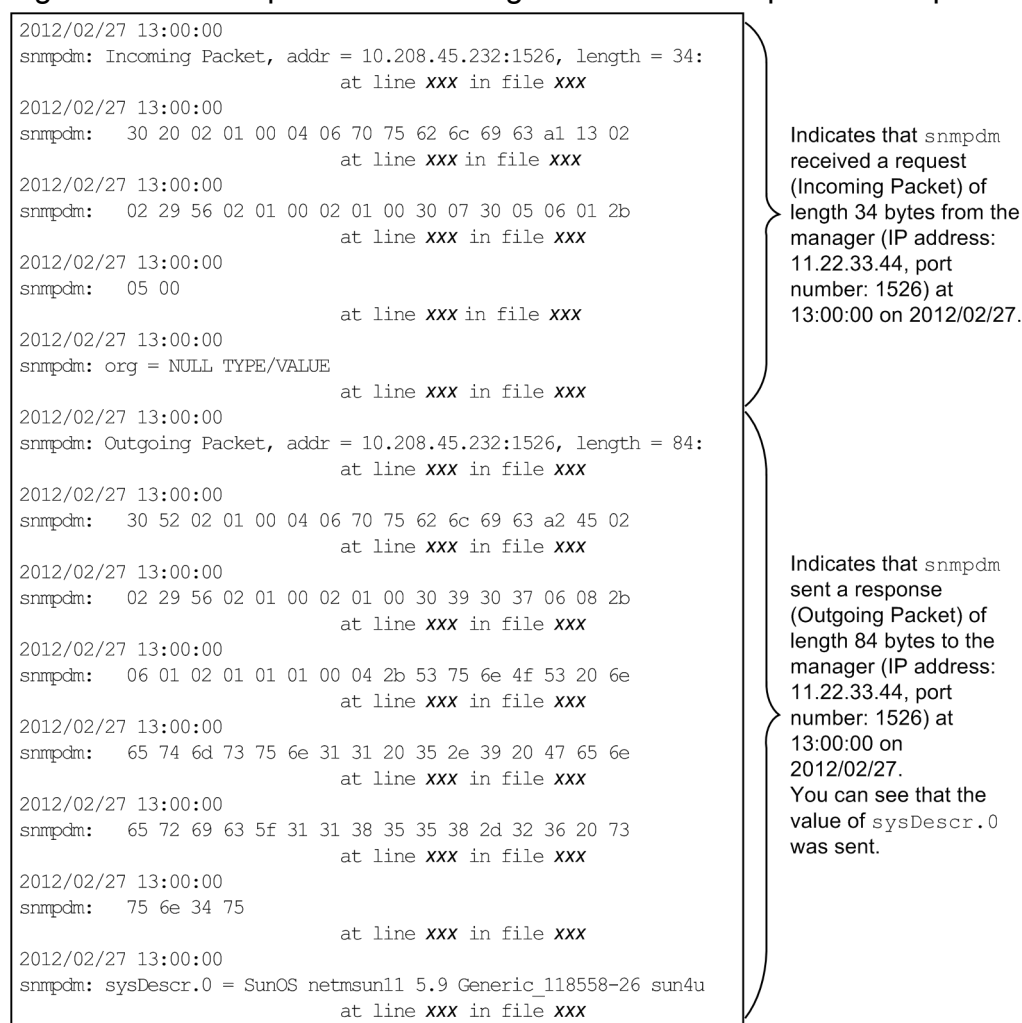 2012/02/27 13:00:00
snmpdm: Incoming Packet, addr = 10.208.45.232:1526, length = 34:
at line xxx in file xxx
2012/02/27 13:00:00
snmpdm: 30 20 02 01 00 04 06 70 75 62 6c 69 63 a1 13 02
at line xxx in file xxx
2012/02/27 13:00:00
snmpdm: 02 29 56 02 01 00 02 01 00 30 07 30 05 06 01 2b
at line xxx in file xxx
2012/02/27 13:00:00
snmpdm: 05 00
at line xxx in file xxx
2012/02/27 13:00:00
snmpdm: org = NULL TYPE/VALUE
at line xxx in file xxx
2012/02/27 13:00:00
snmpdm: Outgoing Packet, addr = 10.208.45.232:1526, length = 84:
at line xxx in file xxx
2012/02/27 13:00:00
snmpdm: 30 52 02 01 00 04 06 70 75 62 6c 69 63 a2 45 02
at line xxx in file xxx
2012/02/27 13:00:00
snmpdm: 02 29 56 02 01 00 02 01 00 30 39 30 37 06 08 2b
at line xxx in file xxx
2012/02/27 13:00:00
snmpdm: 06 01 02 01 01 01 00 04 2b 53 75 6e 4f 53 20 6e
at line xxx in file xxx
2012/02/27 13:00:00
snmpdm: 65 74 6d 73 75 6e 31 31 20 35 2e 39 20 47 65 6e
at line xxx in file xxx
2012/02/27 13:00:00
snmpdm: 65 72 69 63 5f 31 31 38 35 35 38 2d 32 36 20 73
at line xxx in file xxx
2012/02/27 13:00:00
snmpdm: 75 6e 34 75
at line xxx in file xxx
2012/02/27 13:00:00
snmpdm: sysDescr.0 = SunOS netmsun11 5.9 Generic_118558-26 sun4u
at line xxx in file xxx
Indicates that snmpdm
received a request
(Incoming Packet) of
length 34 bytes from the
manager (IP address:
11.22.33.44, port
number: 1526) at
13:00:00 on 2012/02/27.
Indicates that snmpdm
sent a response
(Outgoing Packet) of
length 84 bytes to the
manager (IP address:
11.22.33.44, port
number: 1526) at
13:00:00 on
2012/02/27.
You can see that the
value of sysDescr.0
was sent.